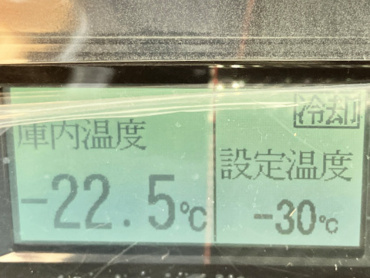 冷却
庫内温度
設定温度
-22.5℃
-30℃